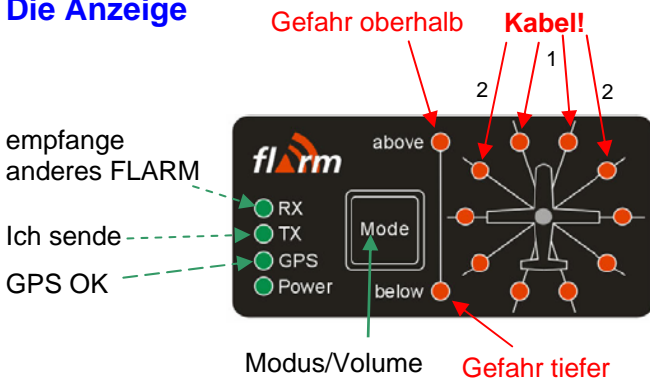 Die Anzeige
Gefahr oberhalb
Kabel!
1
2
2
empfange
anderes FLARM
Ich sende
GPS OK
flarm
above
RX
TX
GPS
Power
Mode
below
Modus/Volume
Gefahr tiefer